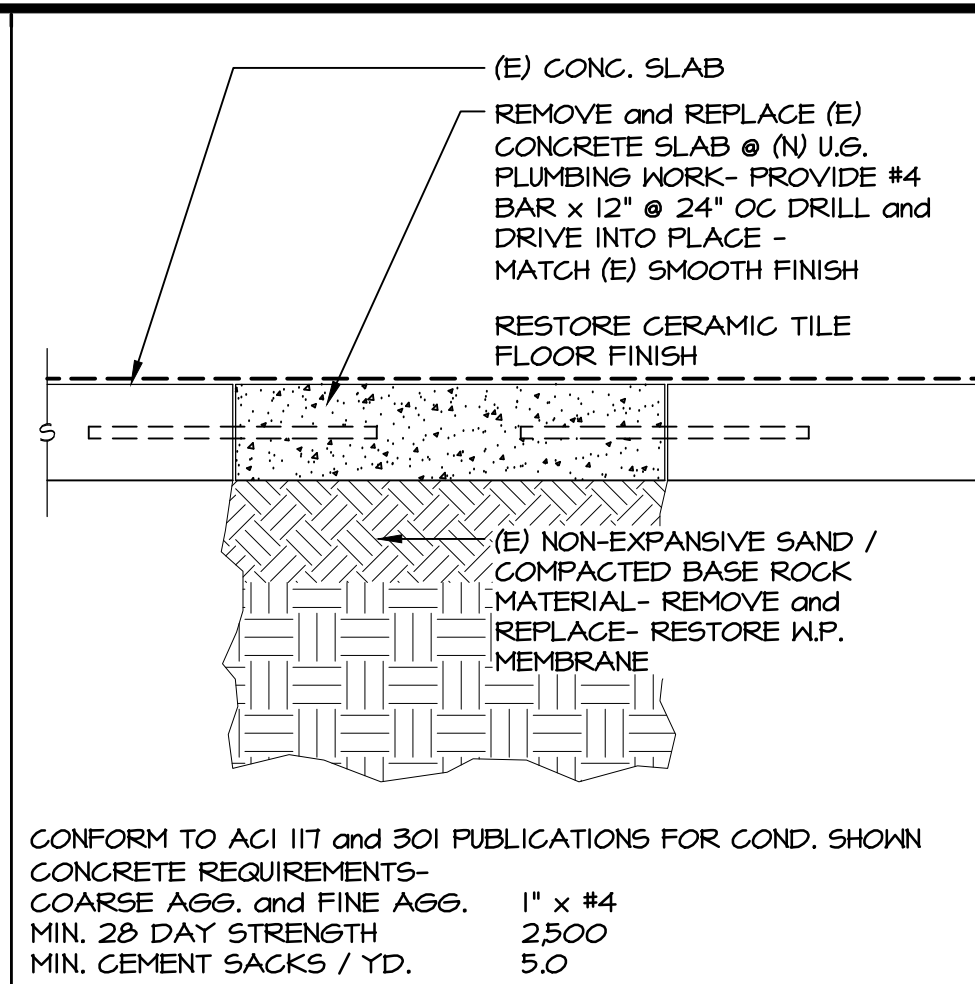 (E) CONC. SLAB
REMOVE and REPLACE (E)
CONCRETE SLAB @ (N) U.G.
PLUMBING WORK- PROVIDE #4
BAR x 12" @ 24" OC DRILL and
DRIVE INTO PLACE -
MATCH (E) SMOOTH FINISH
RESTORE CERAMIC TILE
FLOOR FINISH
S
(E) NON-EXPANSIVE SAND /
COMPACTED BASE ROCK
MATERIAL- REMOVE and
REPLACE- RESTORE W.P.
MEMBRANE
CONFORM TO ACI 117 and 301 PUBLICATIONS FOR COND. SHOWN
CONCRETE REQUIREMENTS-
COARSE AGG. and FINE AGG. 1" x #4
MIN. 28 DAY STRENGTH 2,500
MIN. CEMENT SACKS / YD. 5.0